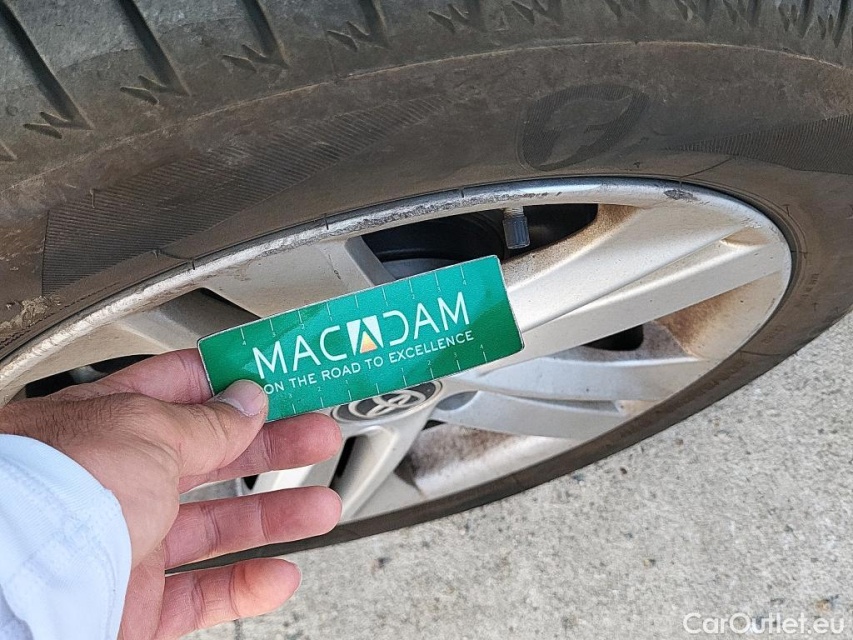 MACADAM
ON THE ROAD TO EXCELLENCE
CarOutlet.eu